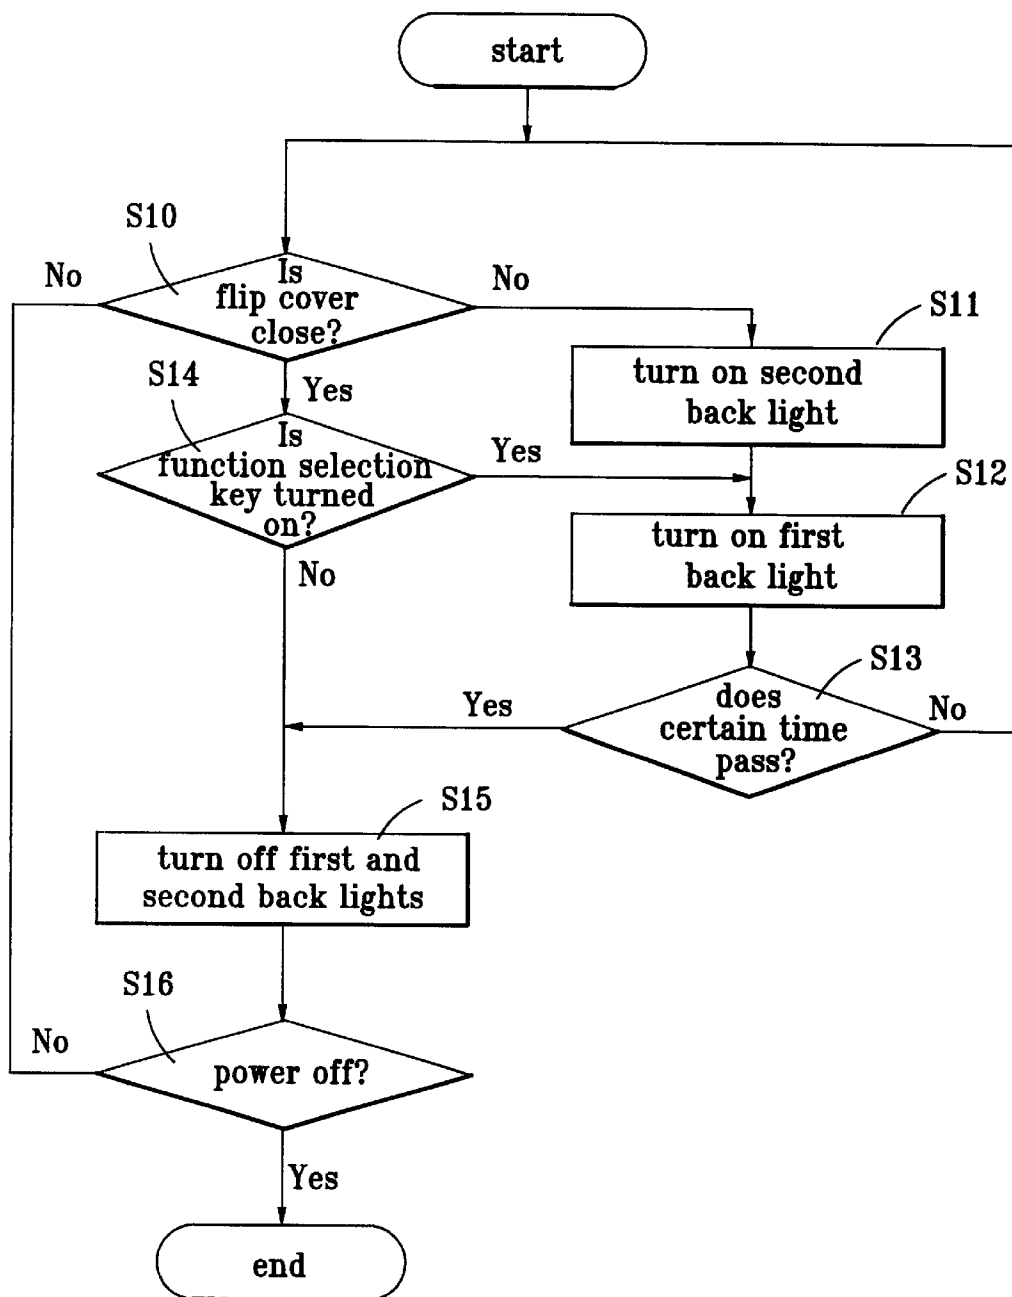 start
S10
No
Is
flip cover
close?
No
S11
turn on second
back light
S14
Yes
Is
function selection
key turned
on?
Yes
S12
turn on first
back light
No
S13
does
certain time
pass?
Yes
No
S15
turn off first and
second back lights
S16
No
power off?
Yes
end